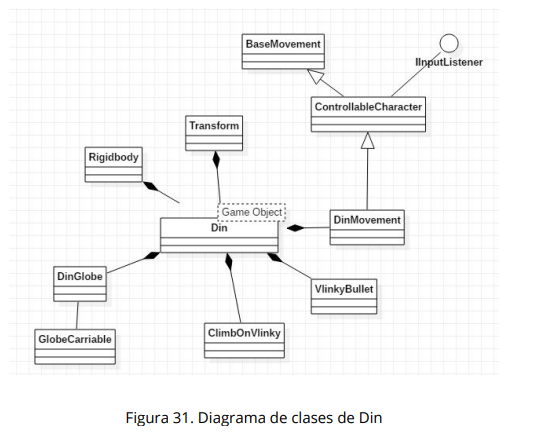 BaseMovement
IInputListener
ControllableCharacter
Transform
Rigidbody
Game Object
Din
DinMovement
DinGlobe
VlinkyBullet
GlobeCarriable
ClimbOnVlinky
Figura 31. Diagrama de clases de Din